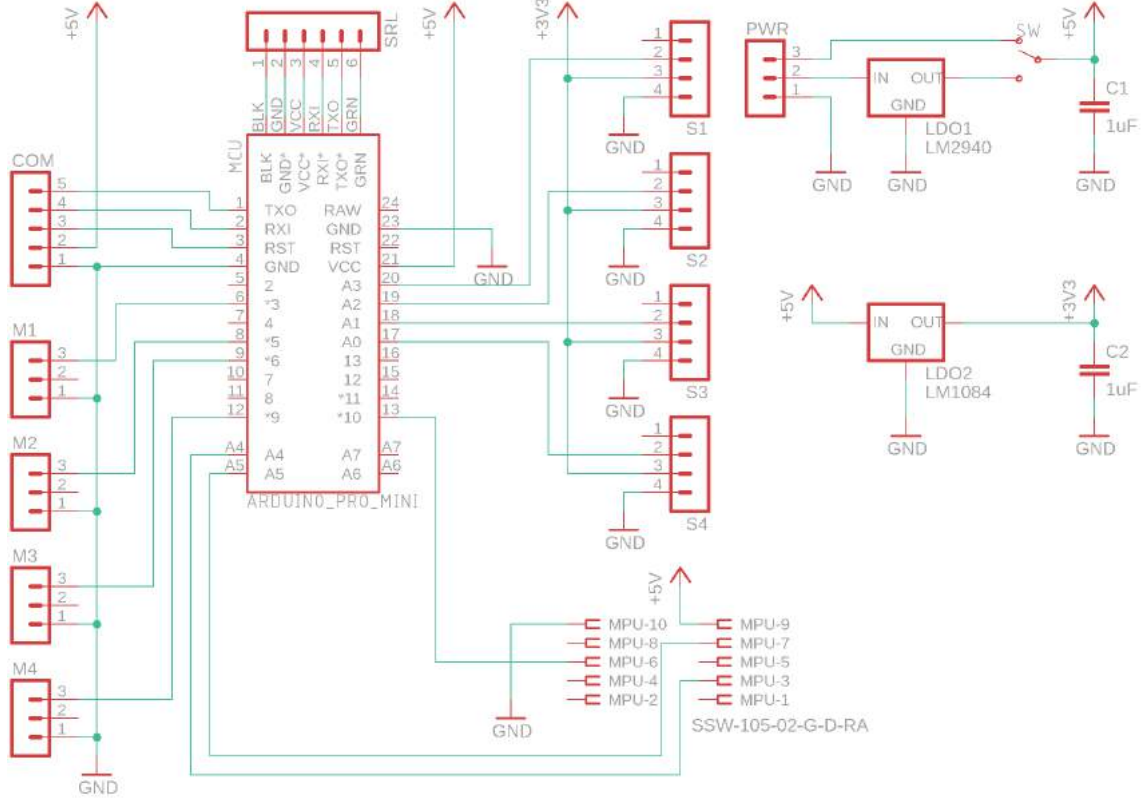 +5V
SRL
1 2 3 4 5 6
BLK GND VCC RXI TXO GRN
+5V
+3V3
S1
1
2
3
4
GND
PWR
3
2
1
GND
SW
IN OUT
GND
LDO1
LM2940
GND
+5V
C1
1uF
GND
COM
5
4
3
2
1
MCU
BLK GND* VCC* RXI* TXO* GRN
1 TXO RAW 24
2 RXI GND 23
3 RST RST 22
4 GND VCC 21
5 2 A3 20
6 *3 A2 19
7 4 A1 18
8 *5 A0 17
9 *6 13 16
10 7 12 15
11 8 *11 14
12 *9 *10 13
A4 A4 A7 A7
A5 A5 A6 A6
ARDUINO_PRO_MINI
GND
1
2
3
4
S2
GND
1
2
3
4
S3
GND
1
2
3
4
S4
GND
+5V
IN OUT
GND
LDO2
LM1084
GND
+3V3
C2
1uF
GND
M1
3
2
1
M2
3
2
1
M3
3
2
1
M4
3
2
1
GND
+5V
MPU-10 MPU-9
MPU-8 MPU-7
MPU-6 MPU-5
MPU-4 MPU-3
MPU-2 MPU-1
SSW-105-02-G-D-RA
GND